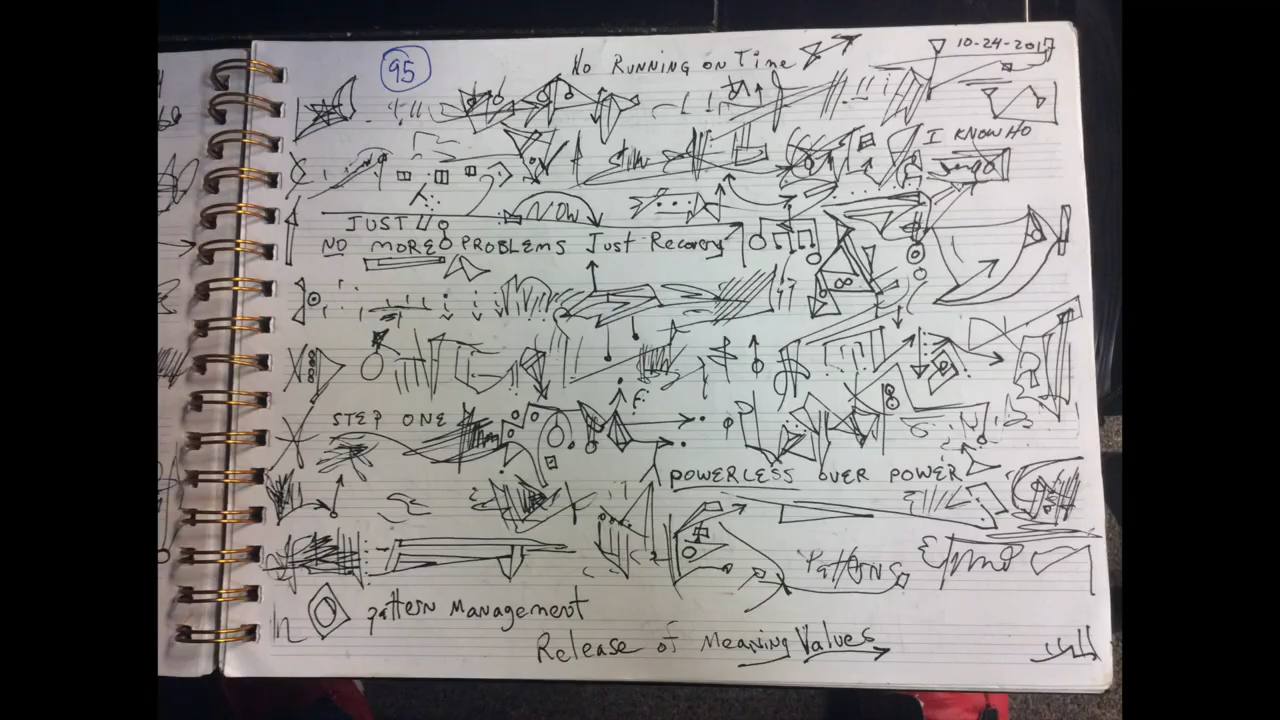 95
No Running on Time
10-24-2017
I KNOW HO
NOW
JUST
NO MORE PROBLEMS Just Recovery
STEP ONE
POWERLESS OVER POWER
Patterns
pattern Management
Release of Meaning Values